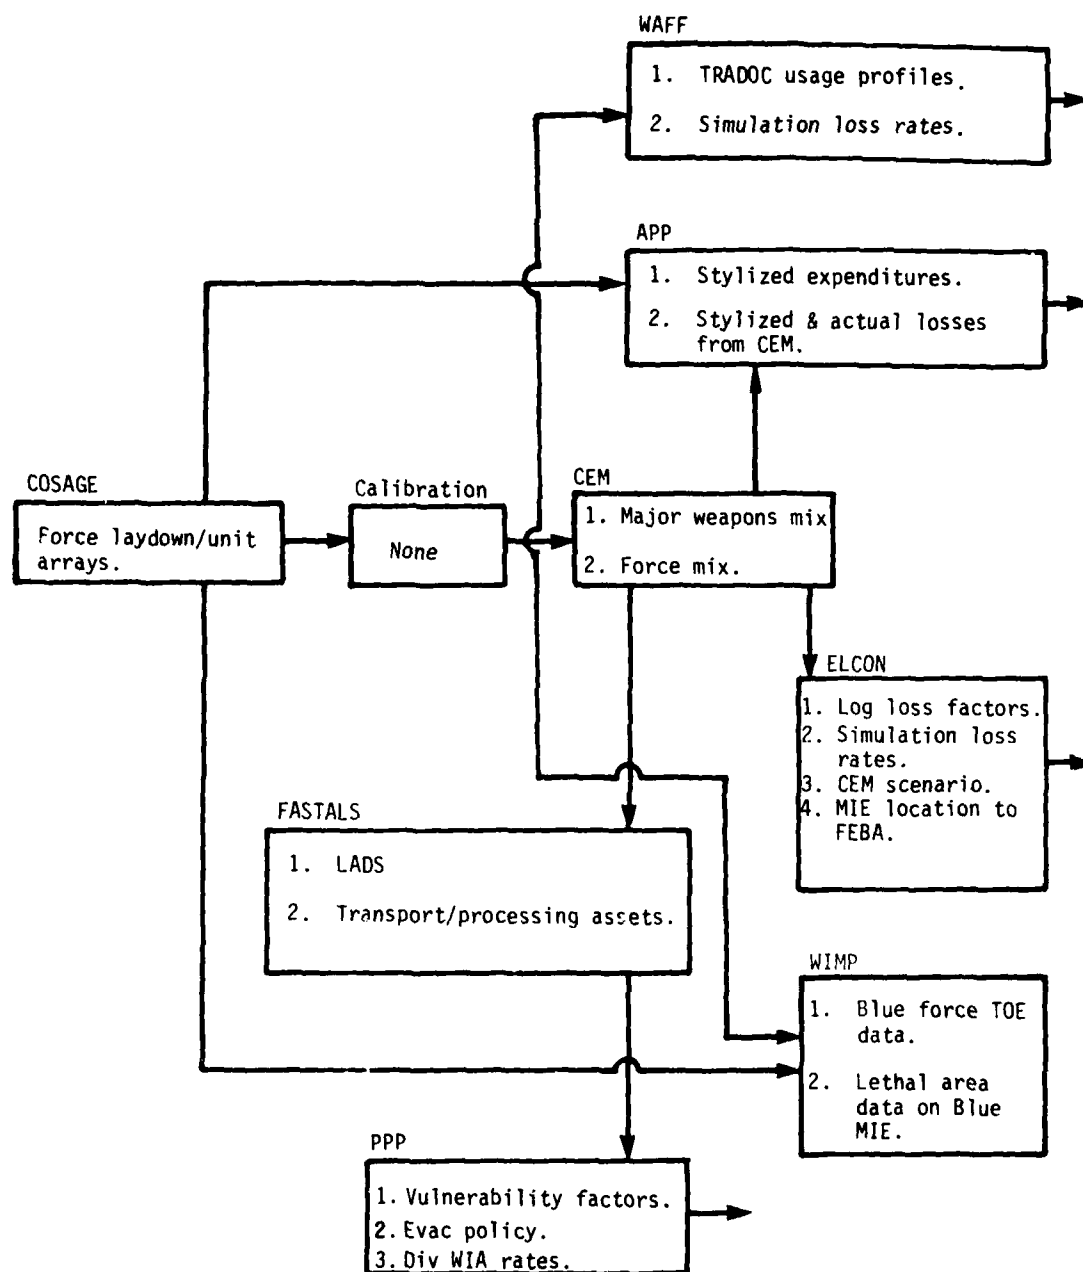 WAFF
1. TRADOC usage profiles.
2. Simulation loss rates.
APP
1. Stylized expenditures.
2. Stylized & actual losses
from CEM.
COSAGE
Force laydown/unit
arrays.
Calibration
None
CEM
1. Major weapons mix
2. Force mix.
ELCON
1. Log loss factors.
2. Simulation loss
rates.
3. CEM scenario.
4. MIE location to
FEBA.
FASTALS
1. LADS
2. Transport/processing assets.
WIMP
1. Blue force TOE
data.
2. Lethal area
data on Blue
MIE.
PPP
1. Vulnerability factors.
2. Evac policy.
3. Div WIA rates.